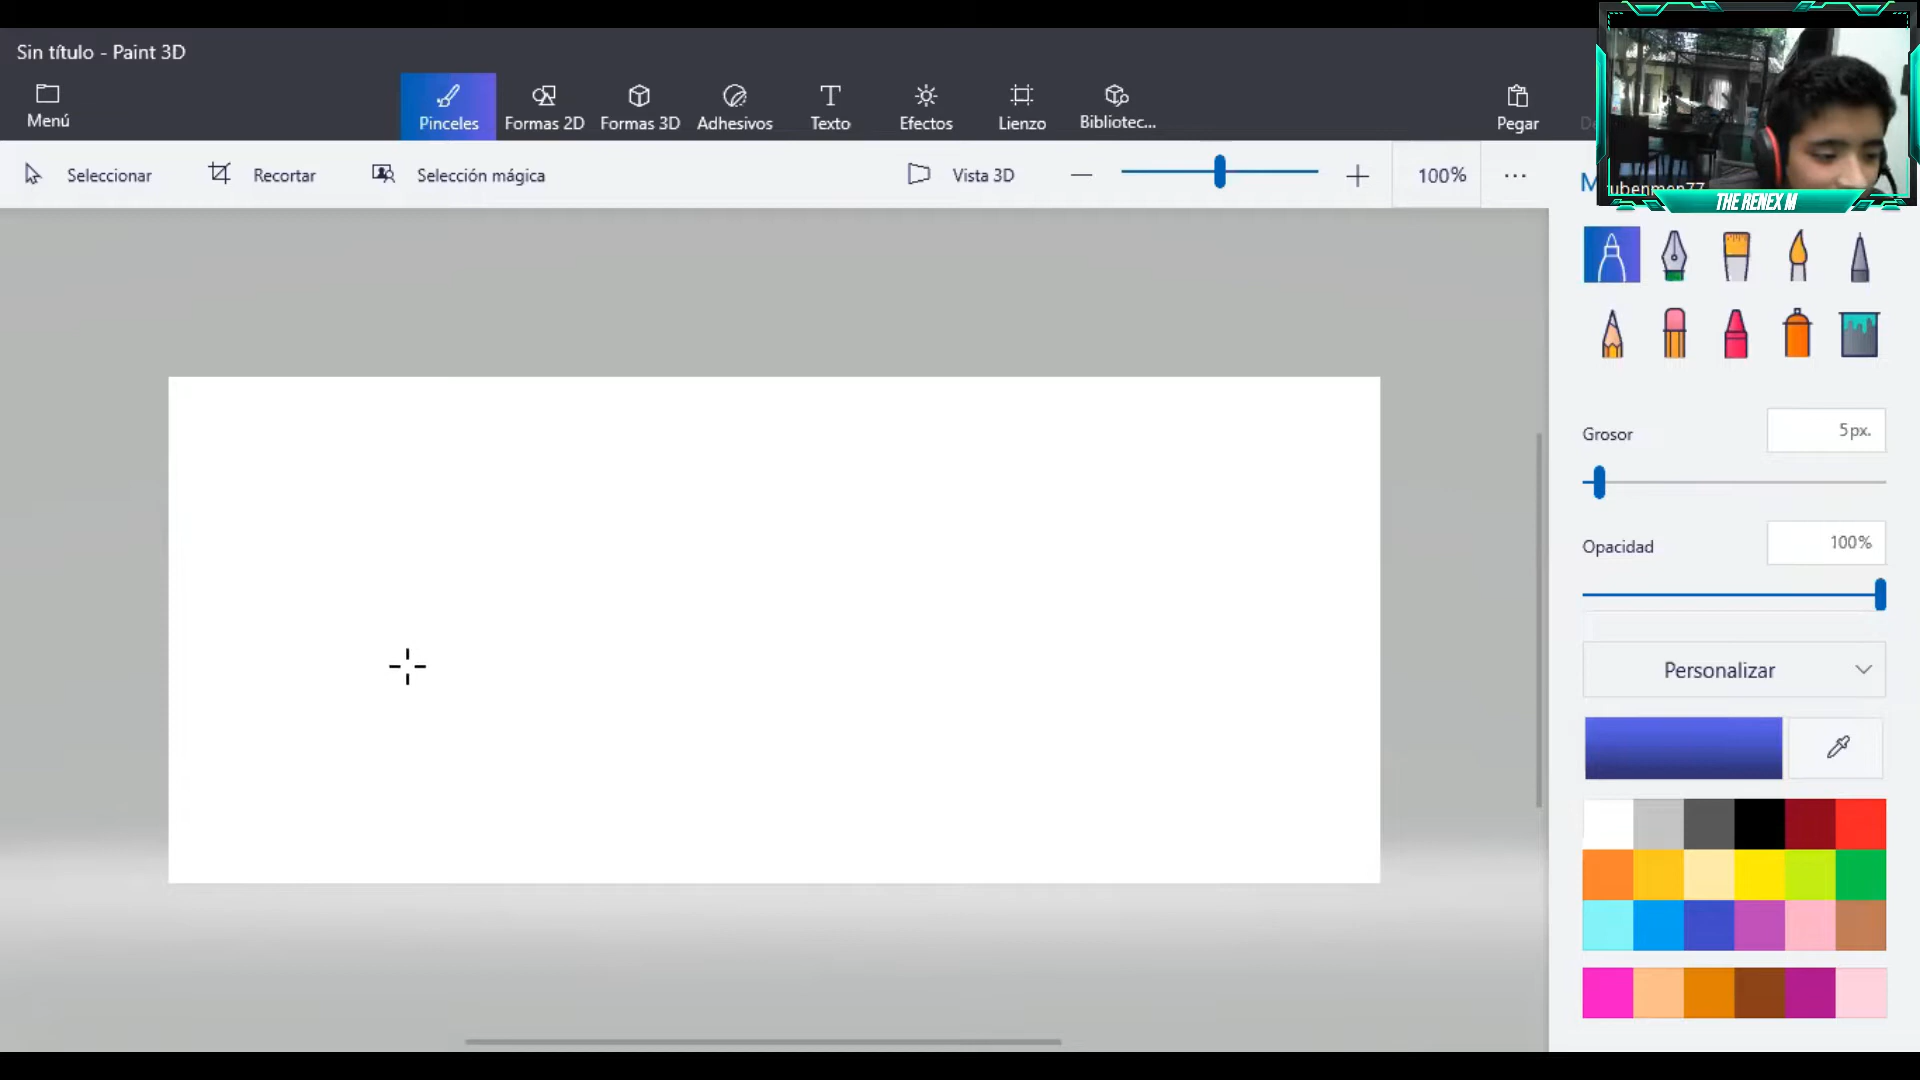 Sin título - Paint 3D
Menú
Pinceles
Formas 2D
Formas 3D
Adhesivos
Texto
Efectos
Lienzo
Bibliotec...
Pegar
Seleccionar
Recortar
Selección mágica
Vista 3D
100%
THE RENEX M
Grosor
5px.
Opacidad
100%
Personalizar